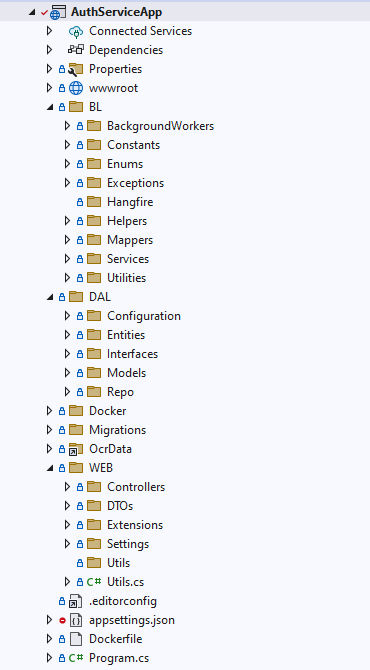 AuthServiceApp
Connected Services
Dependencies
Properties
wwwroot
BL
BackgroundWorkers
Constants
Enums
Exceptions
Hangfire
Helpers
Mappers
Services
Utilities
DAL
Configuration
Entities
Interfaces
Models
Repo
Docker
Migrations
OcrData
WEB
Controllers
DTOs
Extensions
Settings
Utils
C# Utils.cs
.editorconfig
appsettings.json
Dockerfile
C# Program.cs